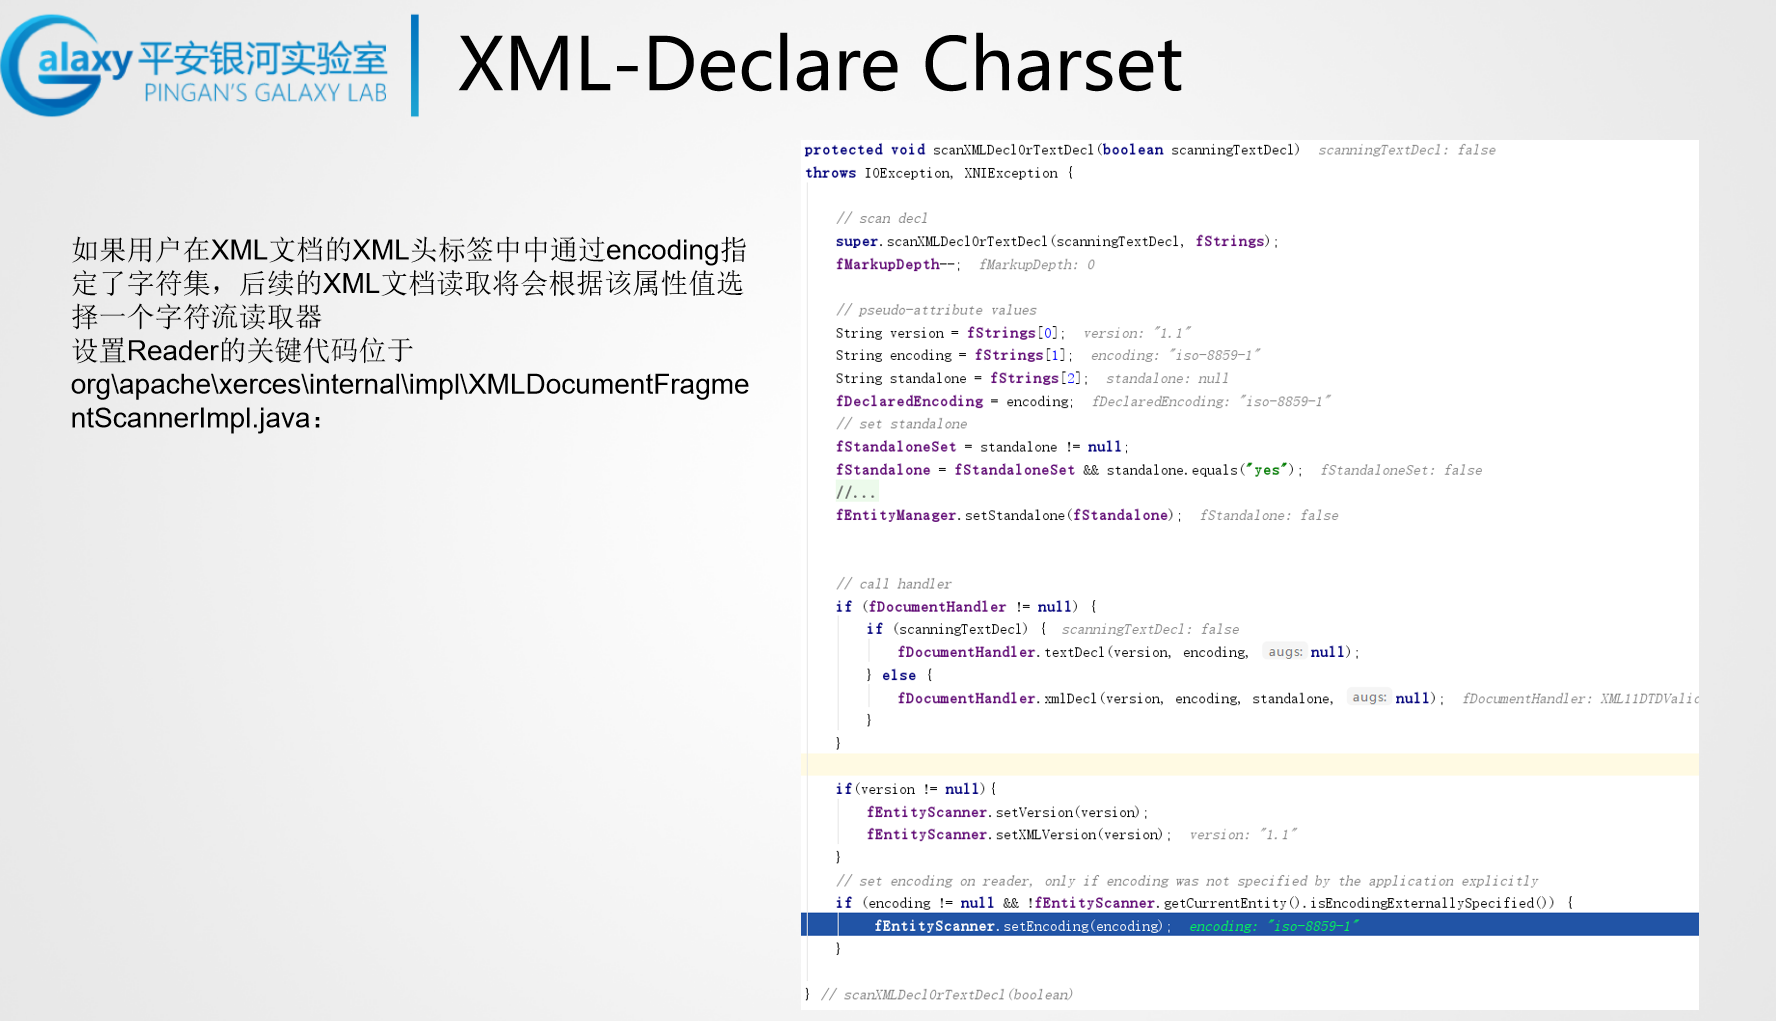 Galaxy 平安银河实验室
PINGAN'S GALAXY LAB
XML-Declare Charset
如果用户在XML文档的XML头标签中中通过encoding指
定了字符集，后续的XML文档读取将会根据该属性值选
择一个字符流读取器
设置Reader的关键代码位于
org\apache\xerces\internal\impl\XMLDocumentFragme
ntScannerImpl.java：
protected void scanXMLDeclOrTextDecl(boolean scanningTextDecl)  scanningTextDecl: false
throws IOException, XNIException {
// scan decl
super.scanXMLDeclOrTextDecl(scanningTextDecl, fStrings);
fMarkupDepth--;  fMarkupDepth: 0
// pseudo-attribute values
String version = fStrings[0];  version: "1.1"
String encoding = fStrings[1];  encoding: "iso-8859-1"
String standalone = fStrings[2];  standalone: null
fDeclaredEncoding = encoding;  fDeclaredEncoding: "iso-8859-1"
// set standalone
fStandaloneSet = standalone != null;
fStandalone = fStandaloneSet && standalone.equals("yes");  fStandaloneSet: false
//...
fEntityManager.setStandalone(fStandalone);  fStandalone: false
// call handler
if (fDocumentHandler != null) {
if (scanningTextDecl) {  scanningTextDecl: false
fDocumentHandler.textDecl(version, encoding, augs: null);
} else {
fDocumentHandler.xmlDecl(version, encoding, standalone, augs: null);  fDocumentHandler: XML11DTDValid
}
}
if(version != null){
fEntityScanner.setVersion(version);
fEntityScanner.setXMLVersion(version);  version: "1.1"
}
// set encoding on reader, only if encoding was not specified by the application explicitly
if (encoding != null && !fEntityScanner.getCurrentEntity().isEncodingExternallySpecified()) {
fEntityScanner.setEncoding(encoding);  encoding: "iso-8859-1"
}
} // scanXMLDeclOrTextDecl(boolean)